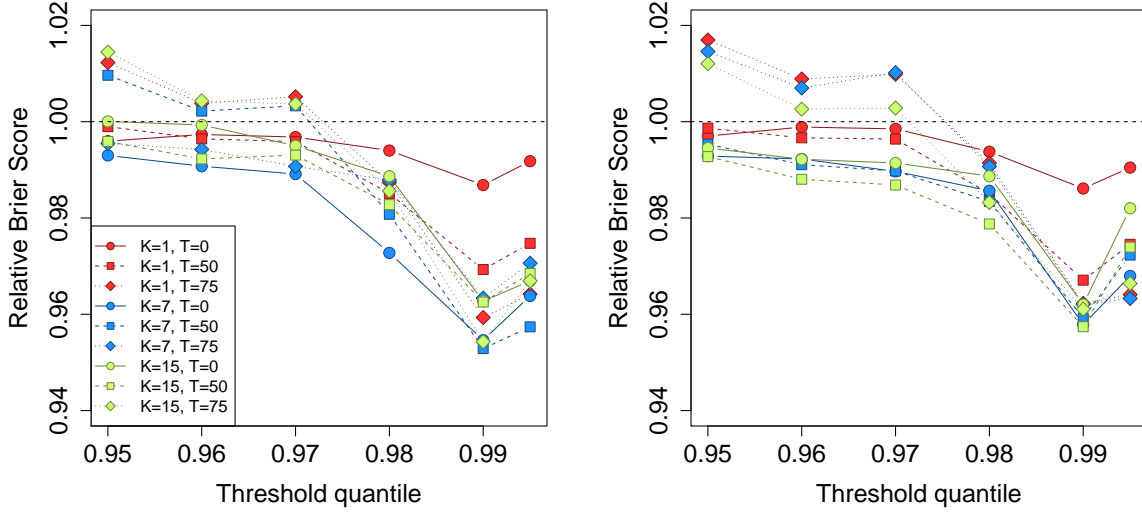 1.02
1.00
0.98
0.96
0.94
Relative Brier Score
K=1, T=0
K=1, T=50
K=1, T=75
K=7, T=0
K=7, T=50
K=7, T=75
K=15, T=0
K=15, T=50
K=15, T=75
0.95 0.96 0.97 0.98 0.99
Threshold quantile
1.02
1.00
0.98
0.96
0.94
Relative Brier Score
0.95 0.96 0.97 0.98 0.99
Threshold quantile